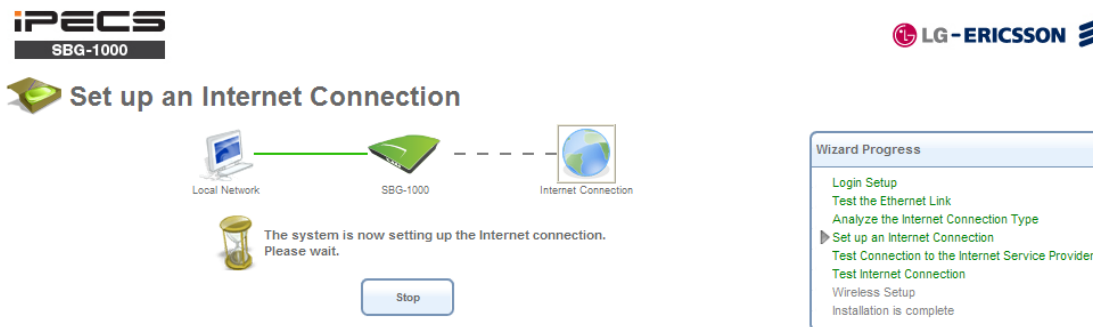 iPECS
SBG-1000
LG-ERICSSON
Set up an Internet Connection
Local Network
SBG-1000
Internet Connection
The system is now setting up the Internet connection.
Please wait.
Stop
Wizard Progress
Login Setup
Test the Ethernet Link
Analyze the Internet Connection Type
Set up an Internet Connection
Test Connection to the Internet Service Provider
Test Internet Connection
Wireless Setup
Installation is complete